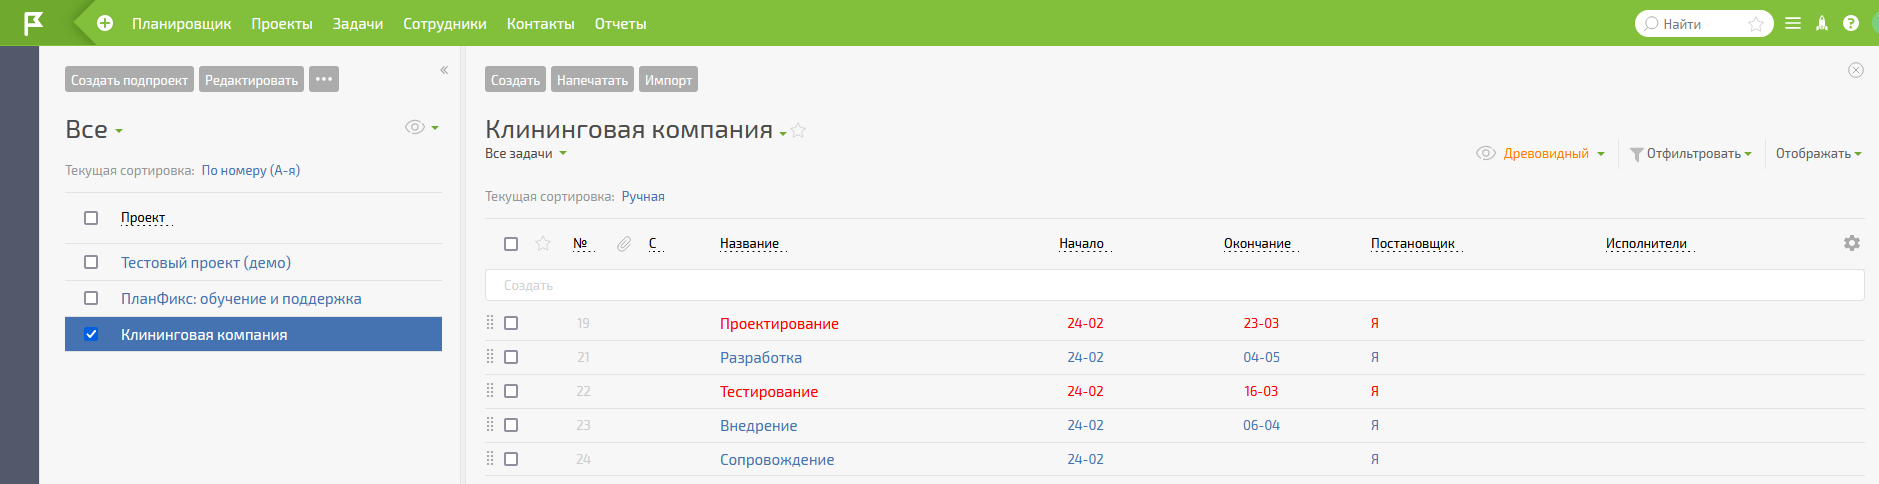 Планировщик Проекты Задачи Сотрудники Контакты Отчеты Найти
Создать подпроект Редактировать
Все
Текущая сортировка: По номеру (А-я)
Проект
Тестовый проект (демо)
ПланФикс: обучение и поддержка
Клининговая компания
Создать Напечатать Импорт
Клининговая компания
Все задачи
Древовидный Отфильтровать Отображать
Текущая сортировка: Ручная
№ С Название Начало Окончание Постановщик Исполнители
Создать
19 Проектирование 24-02 23-03 Я
21 Разработка 24-02 04-05 Я
22 Тестирование 24-02 16-03 Я
23 Внедрение 24-02 06-04 Я
24 Сопровождение 24-02 Я